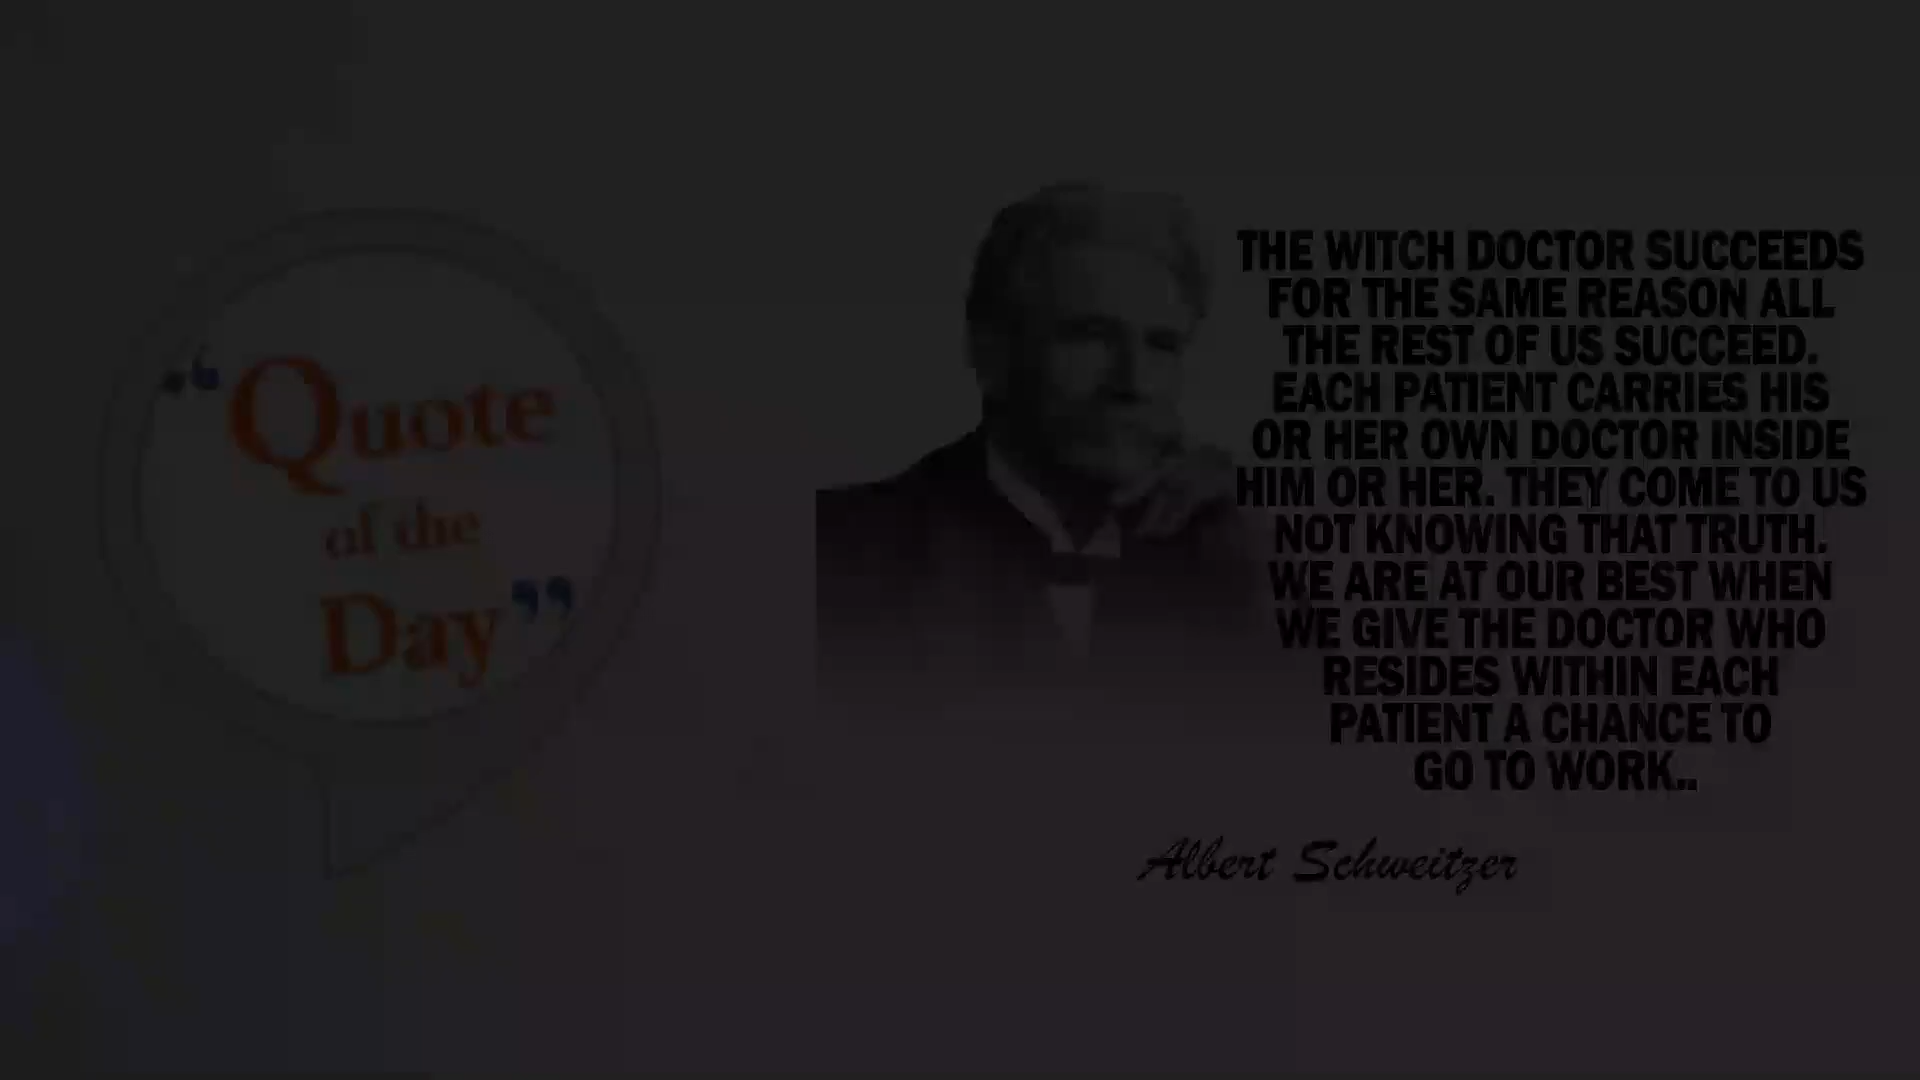 “Quote
of the
Day”
THE WITCH DOCTOR SUCCEEDS
FOR THE SAME REASON ALL
THE REST OF US SUCCEED.
EACH PATIENT CARRIES HIS
OR HER OWN DOCTOR INSIDE
HIM OR HER. THEY COME TO US
NOT KNOWING THAT TRUTH.
WE ARE AT OUR BEST WHEN
WE GIVE THE DOCTOR WHO
RESIDES WITHIN EACH
PATIENT A CHANCE TO
GO TO WORK..
Albert Schweitzer